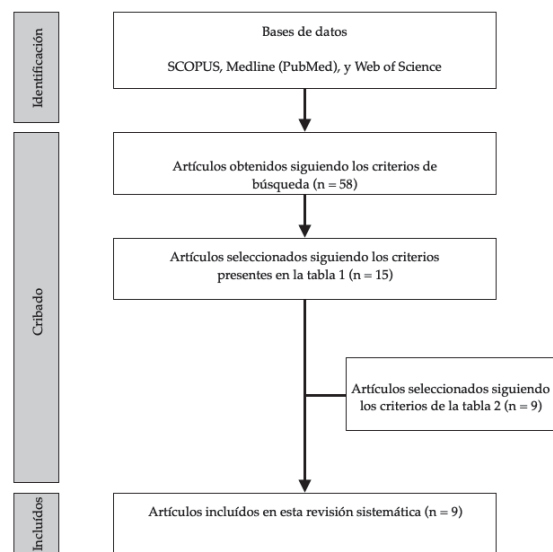 Identificación
Bases de datos
SCOPUS, Medline (PubMed), y Web of Science
Cribado
Artículos obtenidos siguiendo los criterios de
búsqueda (n = 58)
Artículos seleccionados siguiendo los criterios
presentes en la tabla 1 (n = 15)
Artículos seleccionados siguiendo
los criterios de la tabla 2 (n = 9)
Incluídos
Artículos incluídos en esta revisión sistemática (n = 9)